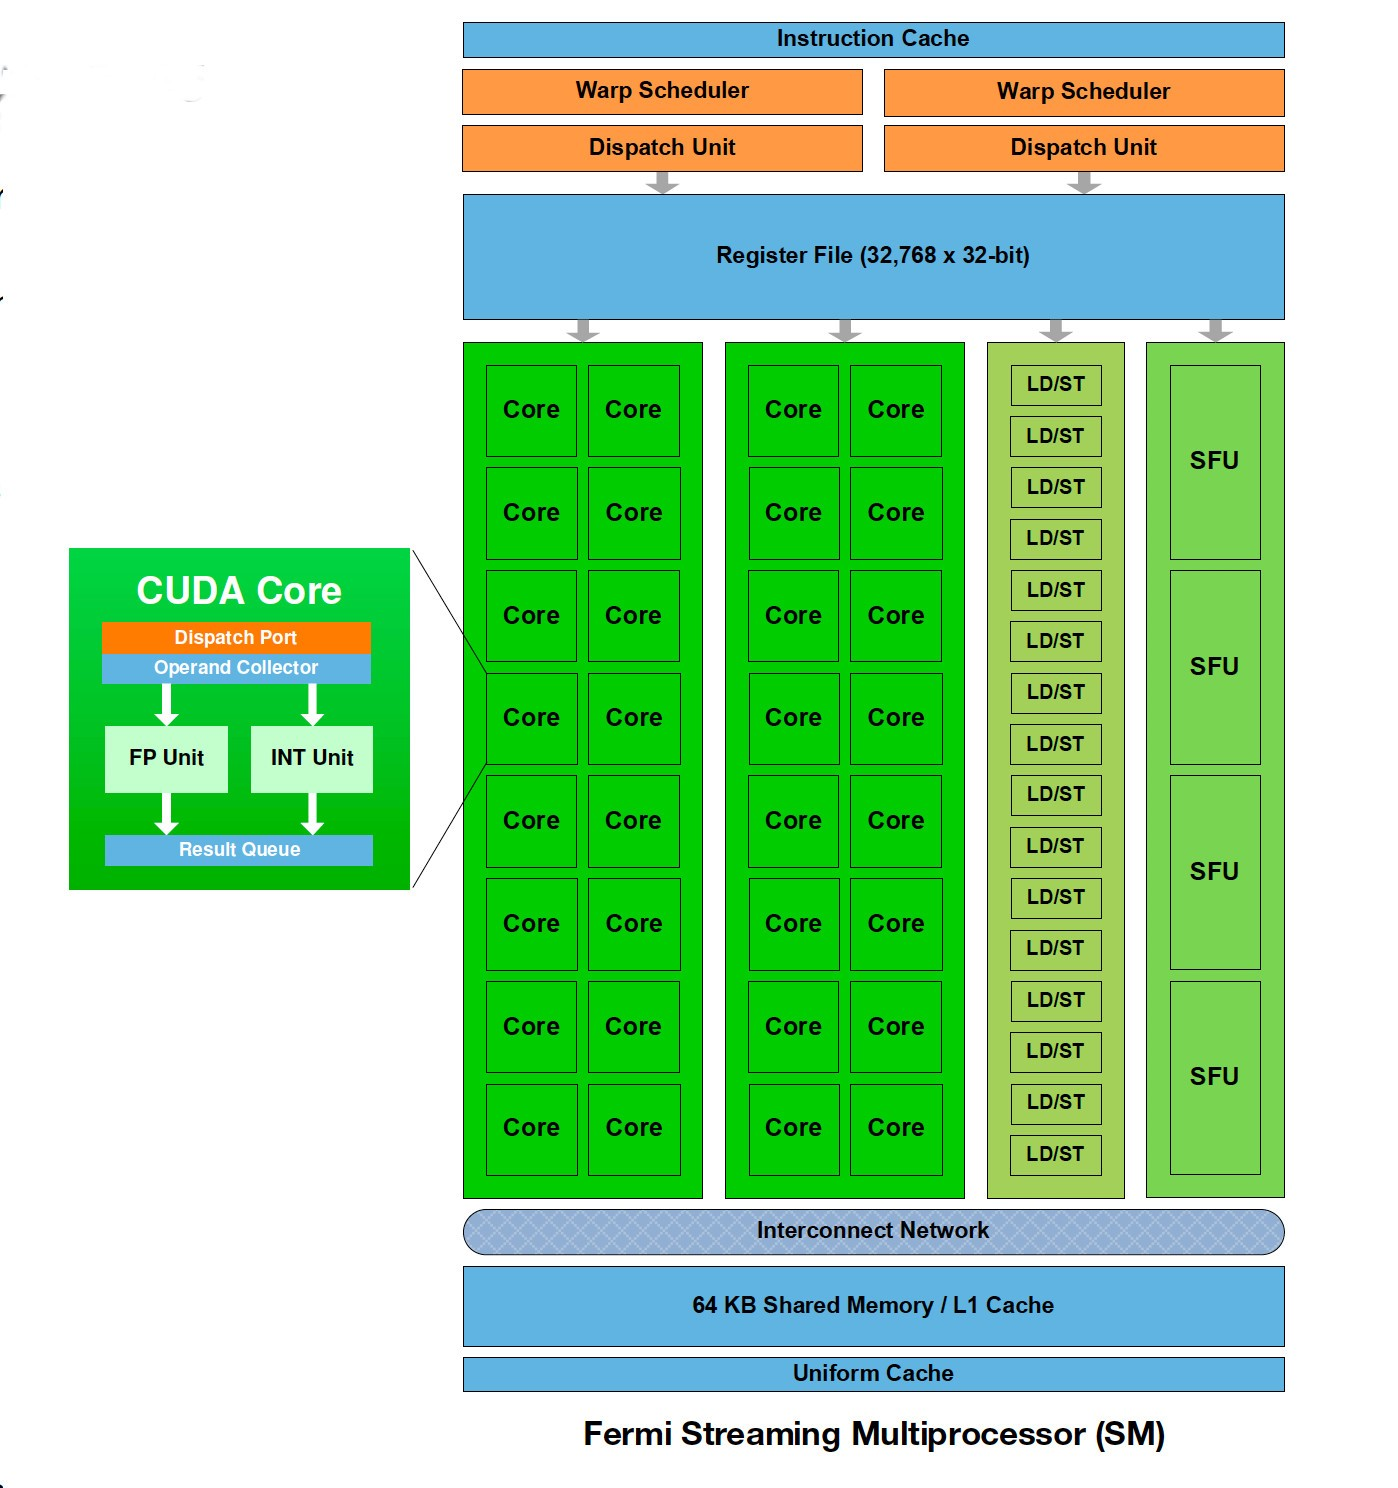 Instruction Cache
Warp Scheduler Warp Scheduler
Dispatch Unit Dispatch Unit
Register File (32,768 x 32-bit)
Core Core Core Core LD/ST
LD/ST
SFU
Core Core Core Core LD/ST
LD/ST
CUDA Core
Dispatch Port
Operand Collector
FP Unit INT Unit
Result Queue
Core Core Core Core LD/ST
LD/ST
SFU
Core Core Core Core LD/ST
LD/ST
Core Core Core Core LD/ST
LD/ST
SFU
Core Core Core Core LD/ST
LD/ST
Core Core Core Core LD/ST
LD/ST
SFU
Core Core Core Core LD/ST
LD/ST
Interconnect Network
64 KB Shared Memory / L1 Cache
Uniform Cache
Fermi Streaming Multiprocessor (SM)